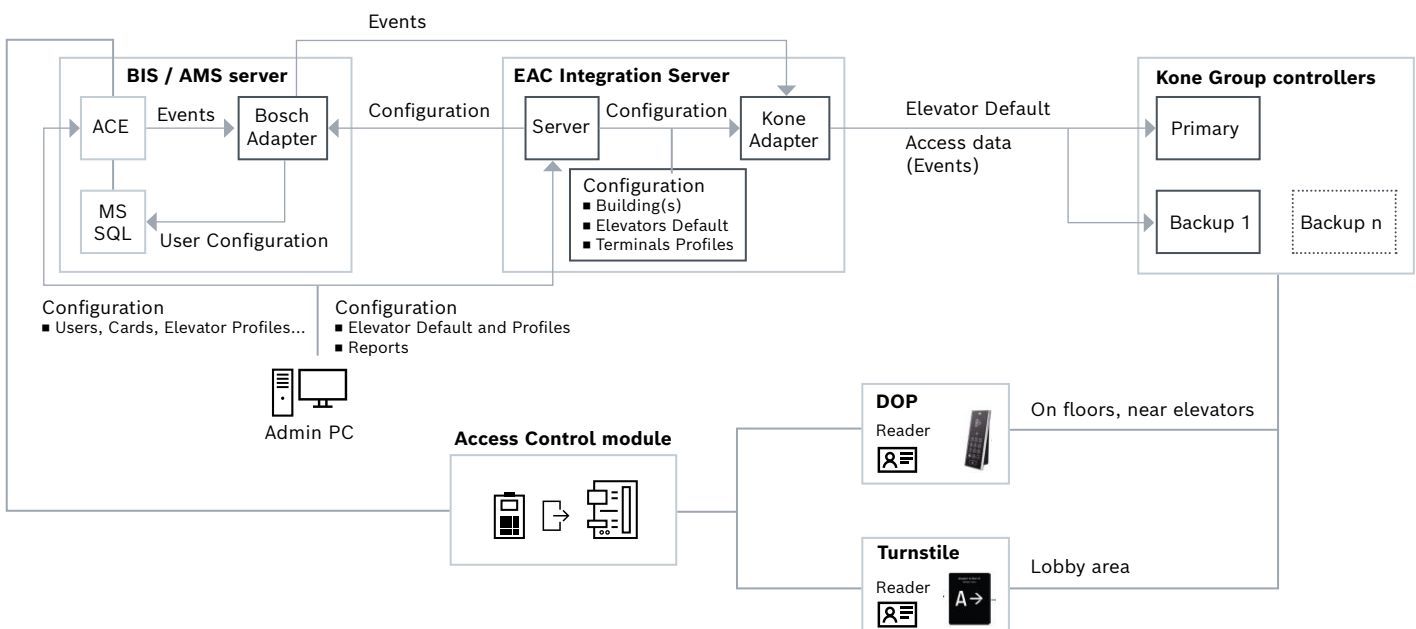 Events
BIS / AMS server
EAC Integration Server
Kone Group controllers
ACE
Events
Bosch
Adapter
Configuration
Server
Configuration
Kone
Adapter
Elevator Default
Access data
(Events)
Primary
MS
SQL
User Configuration
Configuration
■ Building(s)
■ Elevators Default
■ Terminals Profiles
Backup 1
Backup n
Configuration
■ Users, Cards, Elevator Profiles...
Configuration
■ Elevator Default and Profiles
■ Reports
Admin PC
Access Control module
DOP
Reader
On floors, near elevators
Turnstile
Reader
A→
Lobby area